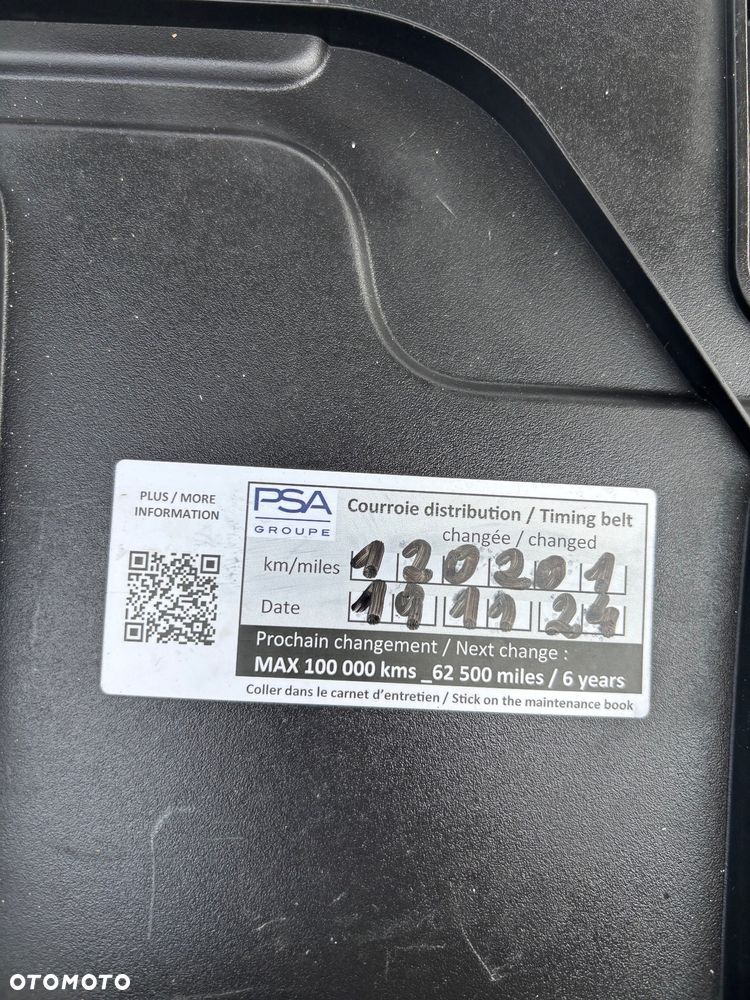 PLUS / MORE
INFORMATION
PSA
GROUPE
Courroie distribution / Timing belt
changée / changed
km/miles 120201
Date 19 11 24
Prochain changement / Next change :
MAX 100 000 kms _62 500 miles / 6 years
Coller dans le carnet d'entretien / Stick on the maintenance book
OTOMOTO